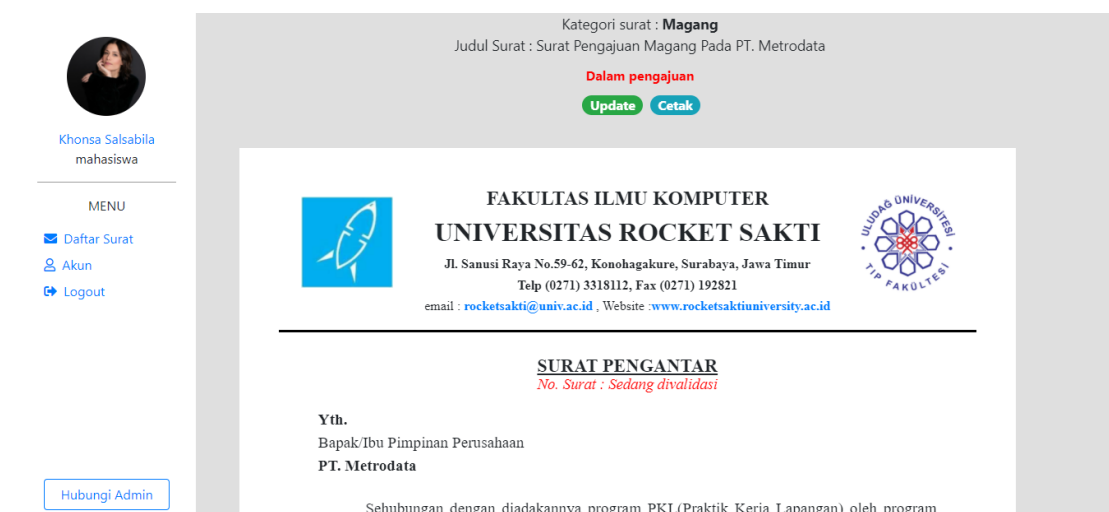 Khonsa Salsabila
mahasiswa
MENU
Daftar Surat
Akun
Logout
Hubungi Admin
Kategori surat : Magang
Judul Surat : Surat Pengajuan Magang Pada PT. Metrodata
Dalam pengajuan
Update Cetak
FAKULTAS ILMU KOMPUTER
UNIVERSITAS ROCKET SAKTI
Jl. Sanusi Raya No.59-62, Konohagakure, Surabaya, Jawa Timur
Telp (0271) 3318112, Fax (0271) 192821
email : rocketsakti@univ.ac.id , Website :www.rocketsaktiuniversity.ac.id
ULUDAĞ ÜNİVERSİTESİ
TIP FAKÜLTESİ
SURAT PENGANTAR
No. Surat : Sedang divalidasi
Yth.
Bapak/Ibu Pimpinan Perusahaan
PT. Metrodata
Sehubungan dengan diadakannya program PKL(Praktik Kerja Lapangan) oleh program